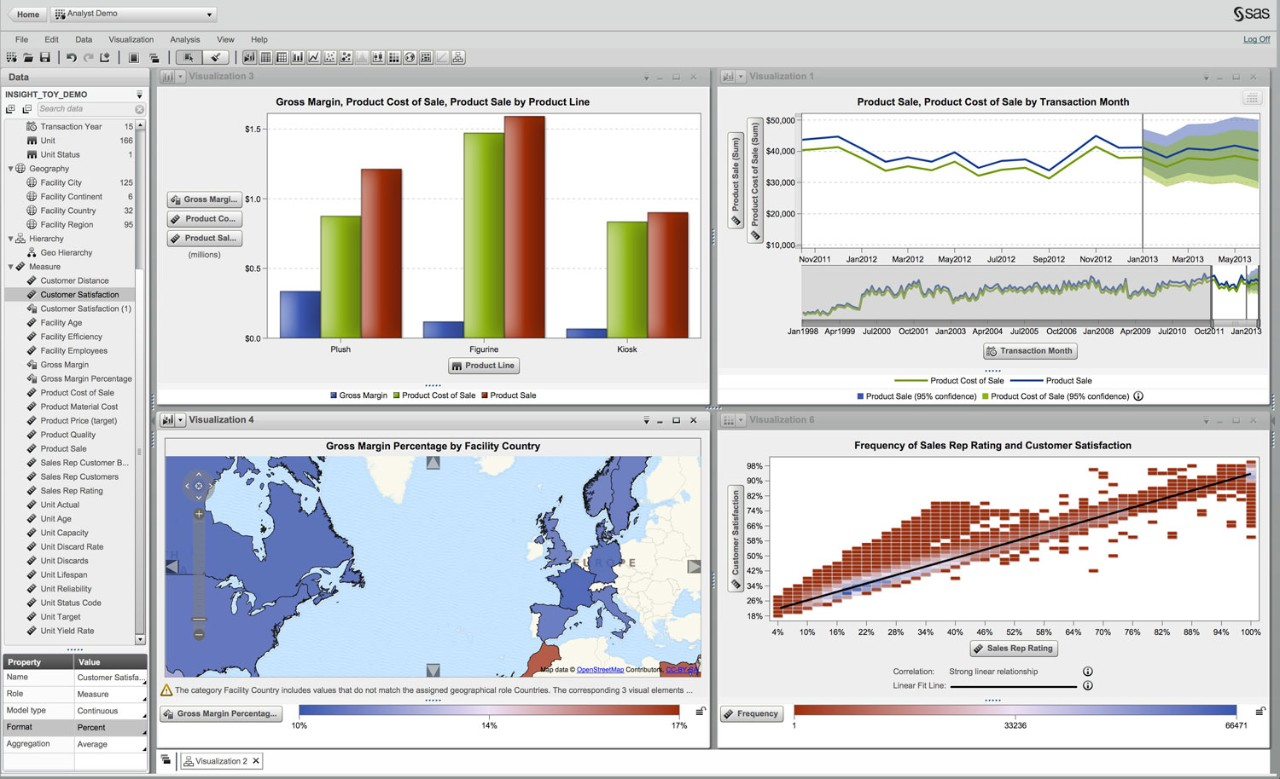 Home Analyst Demo
sas
File Edit Data Visualization Analysis View Help
Log Off
Data
INSIGHT_TOY_DEMO
Search data
Transaction Year 15
Unit 166
Unit Status 1
Geography
Facility City 125
Facility Continent 6
Facility Country 32
Facility Region 95
Hierarchy
Geo Hierarchy
Measure
Customer Distance
Customer Satisfaction
Customer Satisfaction (1)
Facility Age
Facility Efficiency
Facility Employees
Gross Margin
Gross Margin Percentage
Product Cost of Sale
Product Material Cost
Product Price (target)
Product Quality
Product Sale
Sales Rep Customer B...
Sales Rep Customers
Sales Rep Rating
Unit Actual
Unit Age
Unit Capacity
Unit Discard Rate
Unit Discards
Unit Lifespan
Unit Reliability
Unit Status Code
Unit Target
Unit Yield Rate
Property Value
Name Customer Satisfa...
Role Measure
Model type Continuous
Format Percent
Aggregation Average
Visualization 3
Gross Margin, Product Cost of Sale, Product Sale by Product Line
Gross Margi...
Product Co...
Product Sal...
(millions)
$1.5
$1.0
$0.5
$0.0
Plush Figurine Kiosk
Product Line
Gross Margin Product Cost of Sale Product Sale
Visualization 1
Product Sale, Product Cost of Sale by Transaction Month
Product Sale (Sum)
Product Cost of Sale (Sum)
$50,000
$40,000
$30,000
$20,000
$10,000
Nov2011 Jan2012 Mar2012 May2012 Jul2012 Sep2012 Nov2012 Jan2013 Mar2013 May2013
Jan1998 Apr1999 Jul2000 Oct2001 Jan2003 Apr2004 Jul2005 Oct2006 Jan2008 Apr2009 Jul2010 Oct2011 Jan2013
Transaction Month
Product Cost of Sale Product Sale
Product Sale (95% confidence) Product Cost of Sale (95% confidence)
Visualization 4
Gross Margin Percentage by Facility Country
EUROPE
Map data © OpenStreetMap Contributors, CC-BY-SA
The category Facility Country includes values that do not match the assigned geographical role Countries. The corresponding 3 visual elements ...
Gross Margin Percentag...
10% 14% 17%
Visualization 6
Frequency of Sales Rep Rating and Customer Satisfaction
Customer Satisfaction
98%
90%
82%
74%
66%
58%
50%
42%
34%
26%
18%
4% 10% 16% 22% 28% 34% 40% 46% 52% 58% 64% 70% 76% 82% 88% 94% 100%
Sales Rep Rating
Correlation: Strong linear relationship
Linear Fit Line:
Frequency
1 33236 66471
Visualization 2